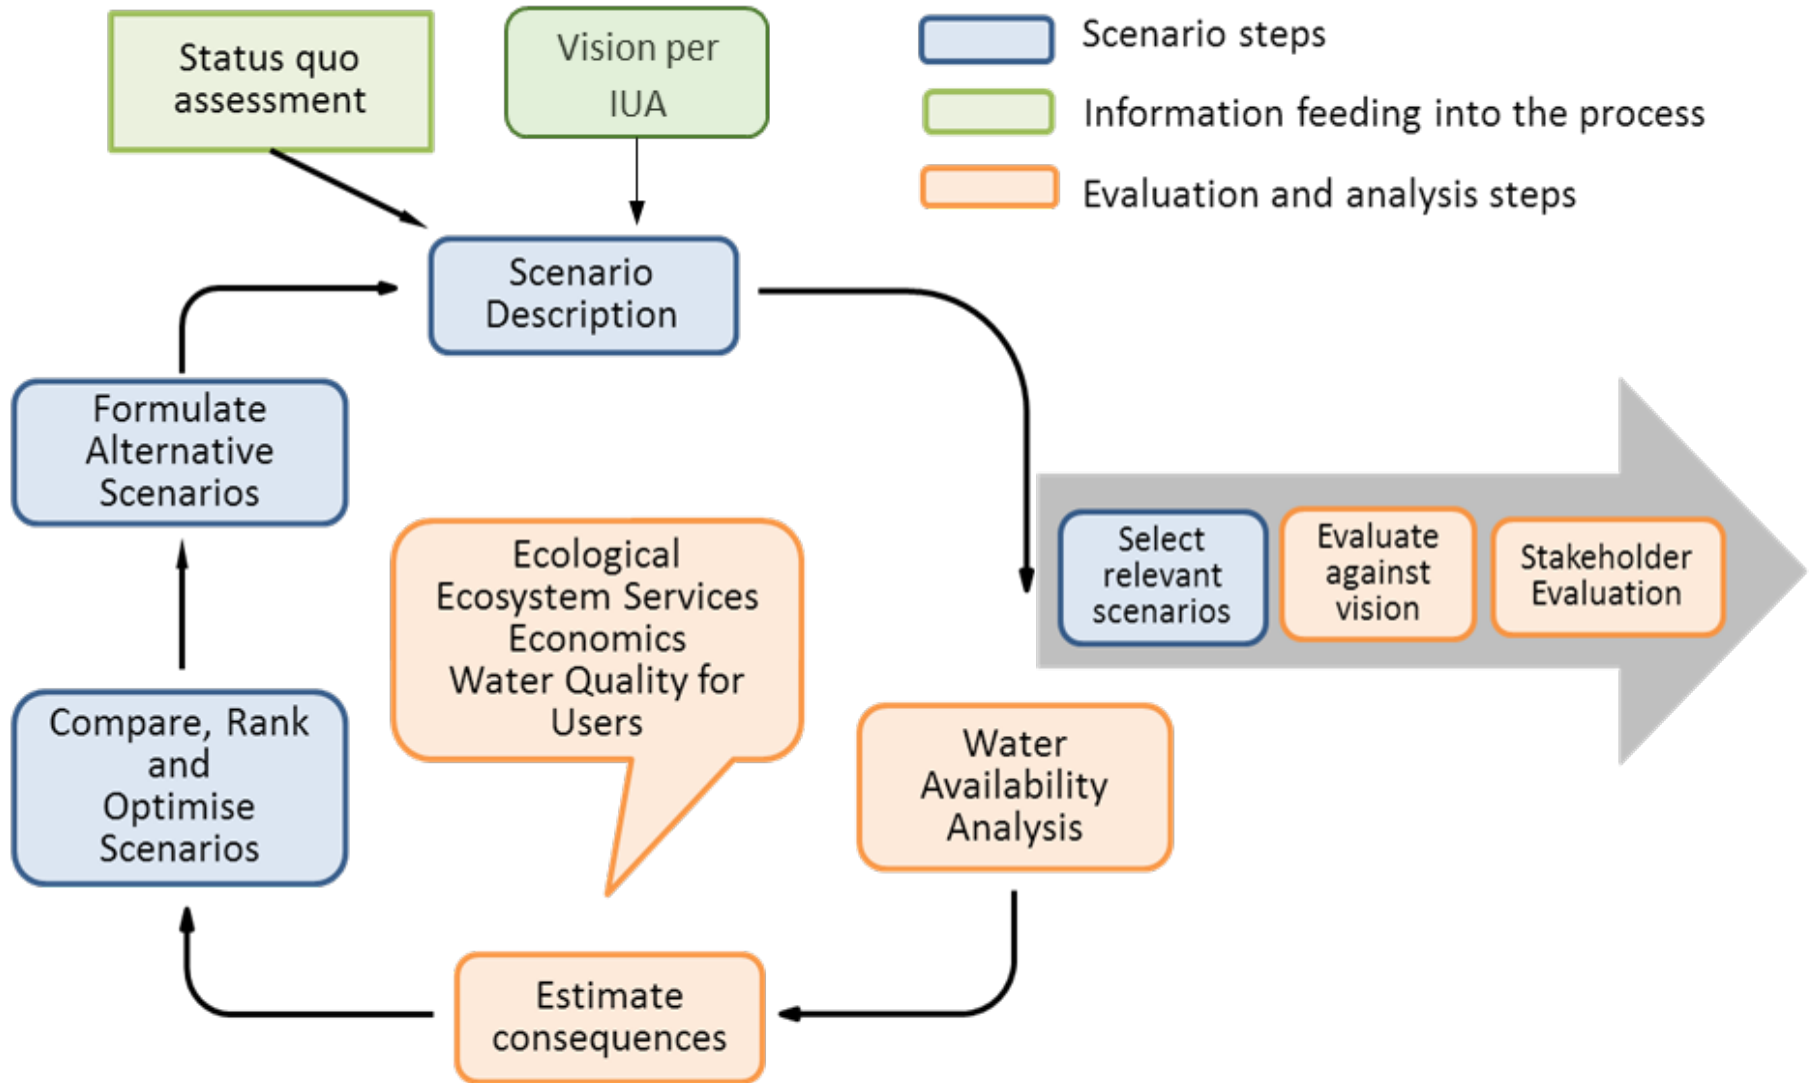 Status quo
assessment
Vision per
IUA
Scenario steps
Information feeding into the process
Evaluation and analysis steps
Scenario
Description
Formulate
Alternative
Scenarios
Select
relevant
scenarios
Evaluate
against
vision
Stakeholder
Evaluation
Ecological
Ecosystem Services
Economics
Water Quality for
Users
Compare, Rank
and
Optimise
Scenarios
Water
Availability
Analysis
Estimate
consequences